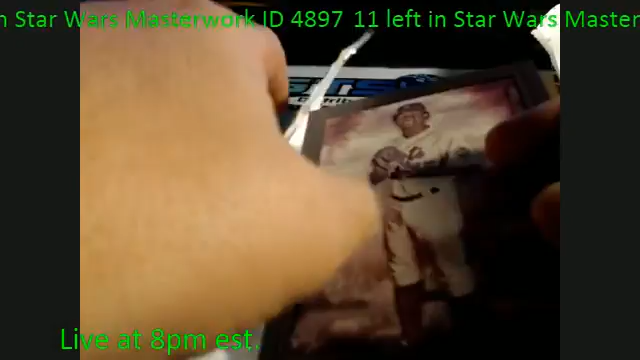 n Star Wars Masterwork ID 4897 11 left in Star Wars Master
Live at 8pm est.